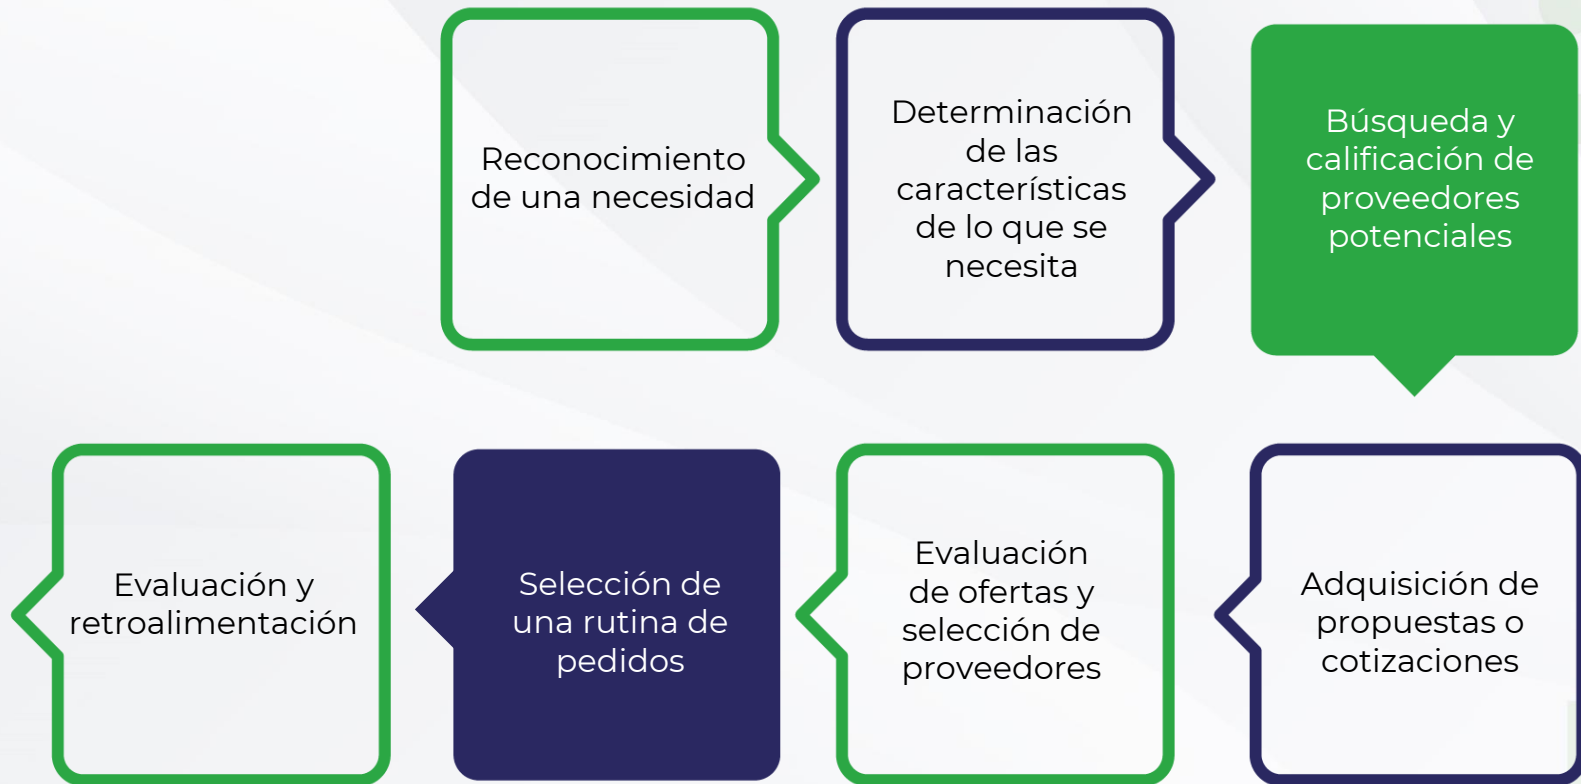 Reconocimiento
de una necesidad
Determinación
de las
características
de lo que se
necesita
Búsqueda y
calificación de
proveedores
potenciales
Adquisición de
propuestas o
cotizaciones
Evaluación
de ofertas y
selección de
proveedores
Selección de
una rutina de
pedidos
Evaluación y
retroalimentación